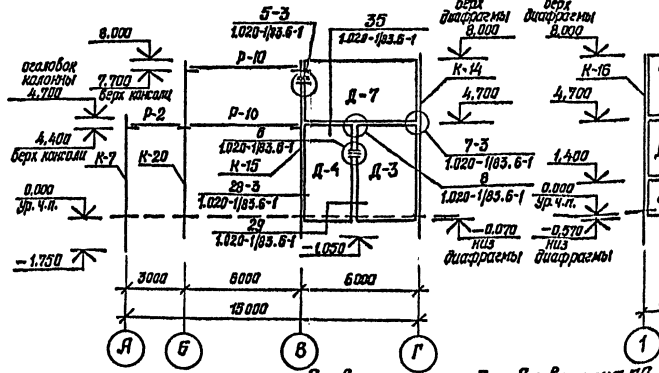 5-3
1.020-1/83.6-1
35
1.020-1/83.6-1
верх
диафрагмы
8.000
верх
диафрагмы
8.000
8.000
Р-10
К-14
К-16
оголовок
колонны
4.700
7.700
верх консоли
Р-2
Р-10
Д-7
4.700
4.700
4.400
верх консоли
8
1.020-1/83.6-1
7-3
1.020-1/83.6-1
К-7
К-20
К-15
Д-4
Д-3
8
1.020-1/83.6-1
1.400
28-3
1.020-1/83.6-1
0.000
ур. ч.п.
0.000
ур. ч.п.
29
1.020-1/83.6-1
-1.050
-0.070
низ
диафрагмы
-0.570
низ
диафрагмы
-1.750
3000
6000
6000
15000
А
Б
В
Г
1